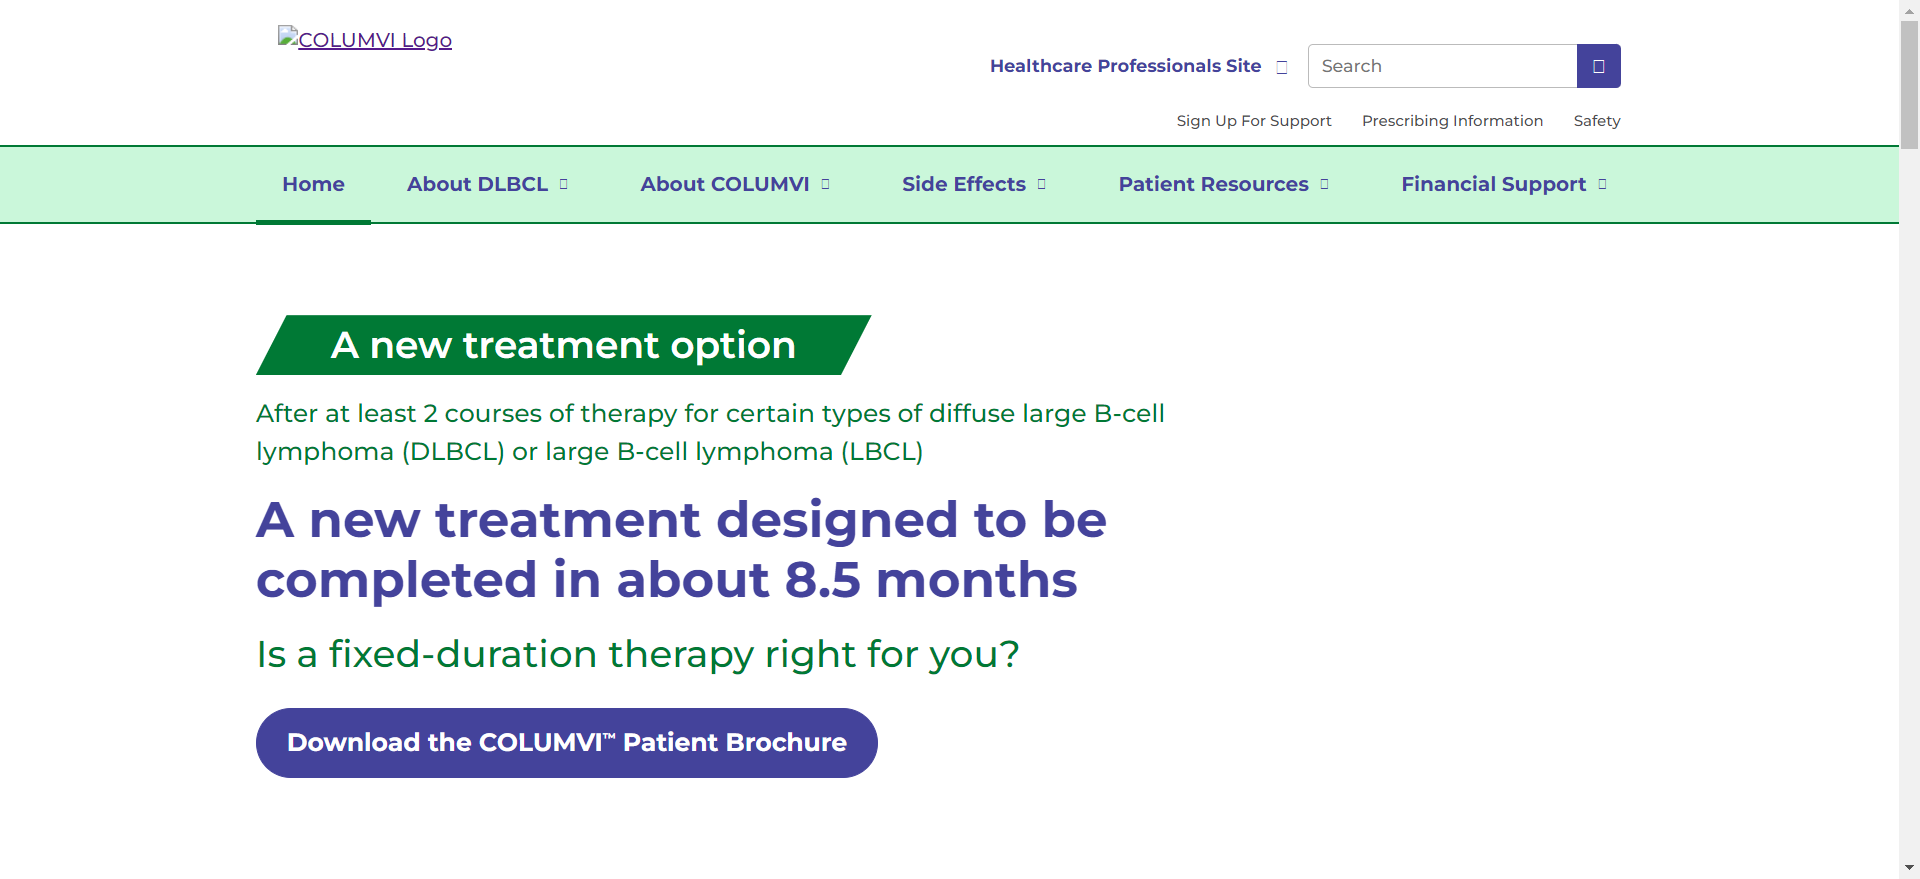 COLUMVI Logo
Healthcare Professionals Site
Search
Sign Up For Support
Prescribing Information
Safety
Home
About DLBCL
About COLUMVI
Side Effects
Patient Resources
Financial Support
A new treatment option
After at least 2 courses of therapy for certain types of diffuse large B-cell
lymphoma (DLBCL) or large B-cell lymphoma (LBCL)
A new treatment designed to be
completed in about 8.5 months
Is a fixed-duration therapy right for you?
Download the COLUMVI™ Patient Brochure